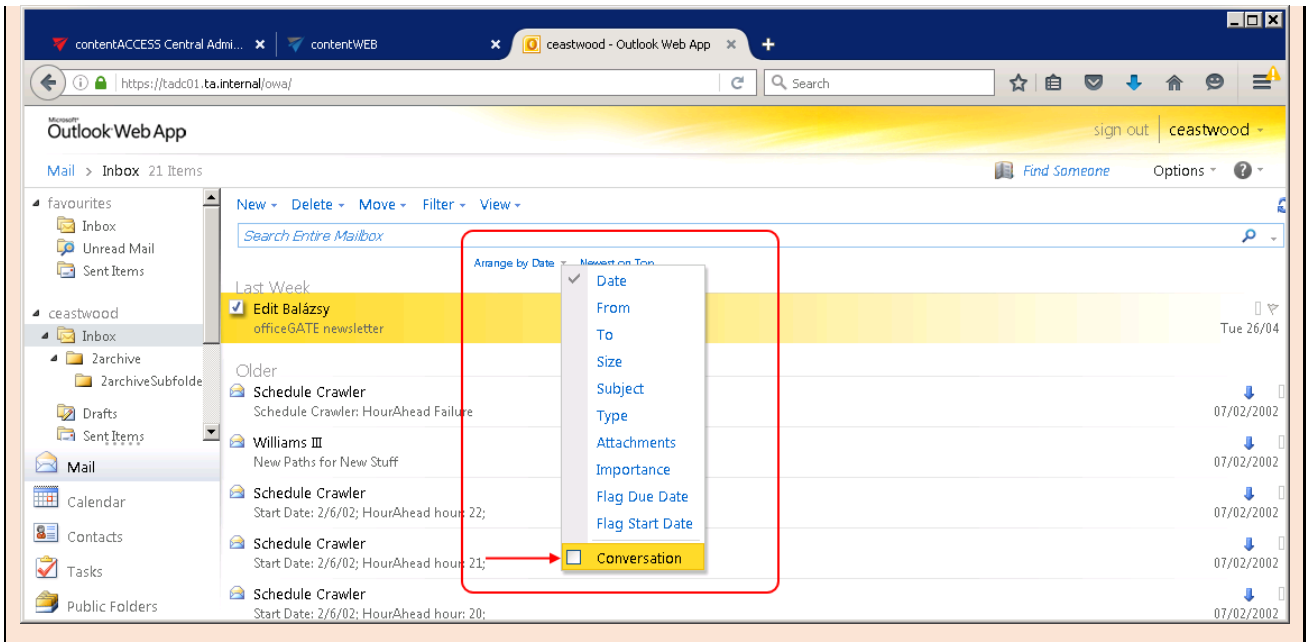 contentACCESS Central Admi...
contentWEB
ceastwood - Outlook Web App
https://tadc01.ta.internal/owa/
Search
Microsoft®
Outlook Web App
sign out
ceastwood
Mail > Inbox 21 Items
Find Someone
Options
favourites
Inbox
Unread Mail
Sent Items
ceastwood
Inbox
2archive
2archiveSubfolde
Drafts
Sent Items
Mail
Calendar
Contacts
Tasks
Public Folders
New Delete Move Filter View
Search Entire Mailbox
Arrange by Date Newest on Top
Last Week
Edit Balázsy
officeGATE newsletter
Tue 26/04
Older
Schedule Crawler
Schedule Crawler: HourAhead Failure
07/02/2002
Williams III
New Paths for New Stuff
07/02/2002
Schedule Crawler
Start Date: 2/6/02; HourAhead hour: 22;
07/02/2002
Schedule Crawler
Start Date: 2/6/02; HourAhead hour: 21;
07/02/2002
Schedule Crawler
Start Date: 2/6/02; HourAhead hour: 20;
07/02/2002
Date
From
To
Size
Subject
Type
Attachments
Importance
Flag Due Date
Flag Start Date
Conversation